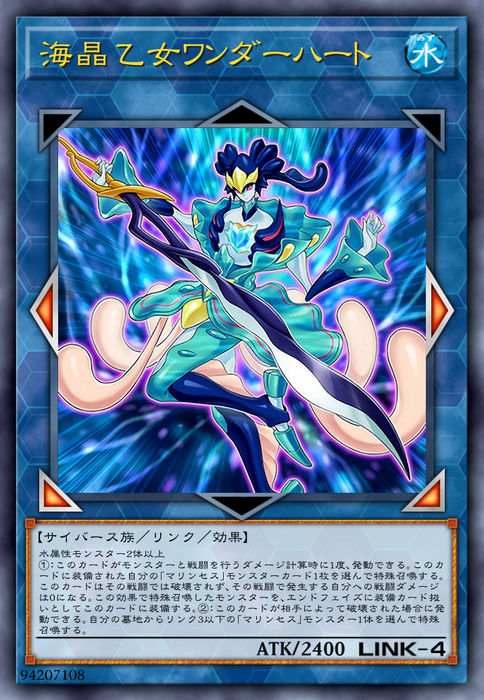 海晶乙女ワンダーハート
みず
水
【サイバース族／リンク／効果】
水属性モンスター2体以上
①:このカードがモンスターと戦闘を行うダメージ計算時に1度、発動できる。このカ
ードに装備された自分の「マリンセス」モンスターカード1枚を選んで特殊召喚する。
このカードはその戦闘では破壊されず、その戦闘で発生する自分への戦闘ダメージ
は0になる。この効果で特殊召喚したモンスターを、エンドフェイズに装備カード扱
いとしてこのカードに装備する。②:このカードが相手によって破壊された場合に発
動できる。自分の墓地からリンク3以下の「マリンセス」モンスター1体を選んで特殊
召喚する。
ATK/2400 LINK-4
94207108